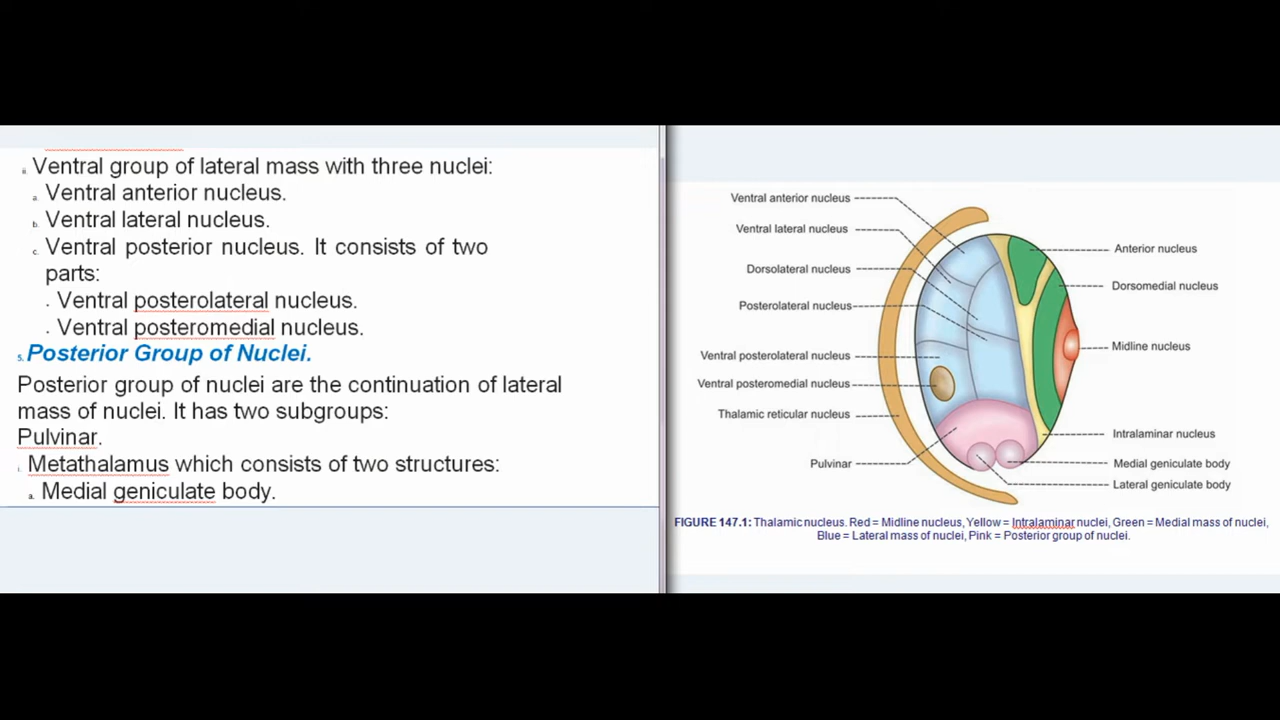 ii. Ventral group of lateral mass with three nuclei:
a. Ventral anterior nucleus.
b. Ventral lateral nucleus.
c. Ventral posterior nucleus. It consists of two
parts:
. Ventral posterolateral nucleus.
. Ventral posteromedial nucleus.
5. Posterior Group of Nuclei.
Posterior group of nuclei are the continuation of lateral
mass of nuclei. It has two subgroups:
Pulvinar.
i. Metathalamus which consists of two structures:
a. Medial geniculate body.
Ventral anterior nucleus
Ventral lateral nucleus
Dorsolateral nucleus
Posterolateral nucleus
Ventral posterolateral nucleus
Ventral posteromedial nucleus
Thalamic reticular nucleus
Pulvinar
Anterior nucleus
Dorsomedial nucleus
Midline nucleus
Intralaminar nucleus
Medial geniculate body
Lateral geniculate body
FIGURE 147.1: Thalamic nucleus. Red = Midline nucleus, Yellow = Intralaminar nuclei, Green = Medial mass of nuclei,
Blue = Lateral mass of nuclei, Pink = Posterior group of nuclei.